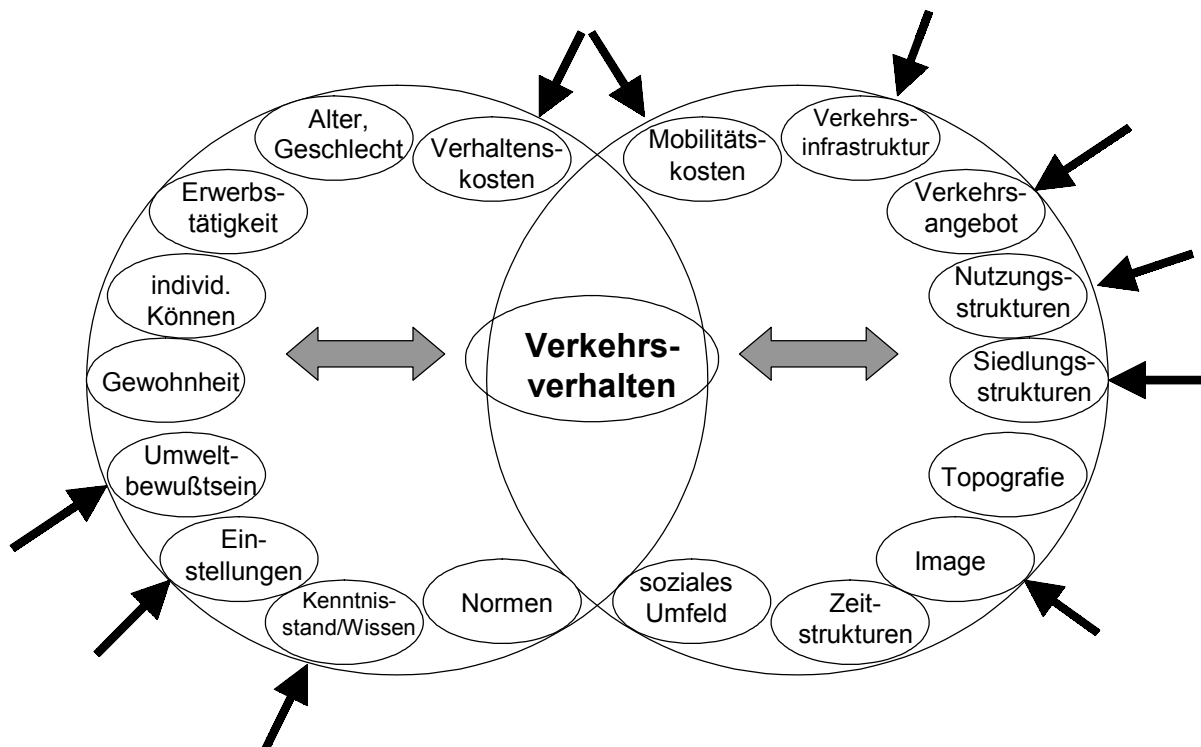 Alter,
Geschlecht
Verhaltens-
kosten
Erwerbs-
tätigkeit
individ.
Können
Gewohnheit
Umwelt-
bewußtsein
Ein-
stellungen
Kenntnis-
stand/Wissen
Normen
Verkehrs-
verhalten
Mobilitäts-
kosten
Verkehrs-
infrastruktur
Verkehrs-
angebot
Nutzungs-
strukturen
Siedlungs-
strukturen
Topografie
Image
Zeit-
strukturen
soziales
Umfeld